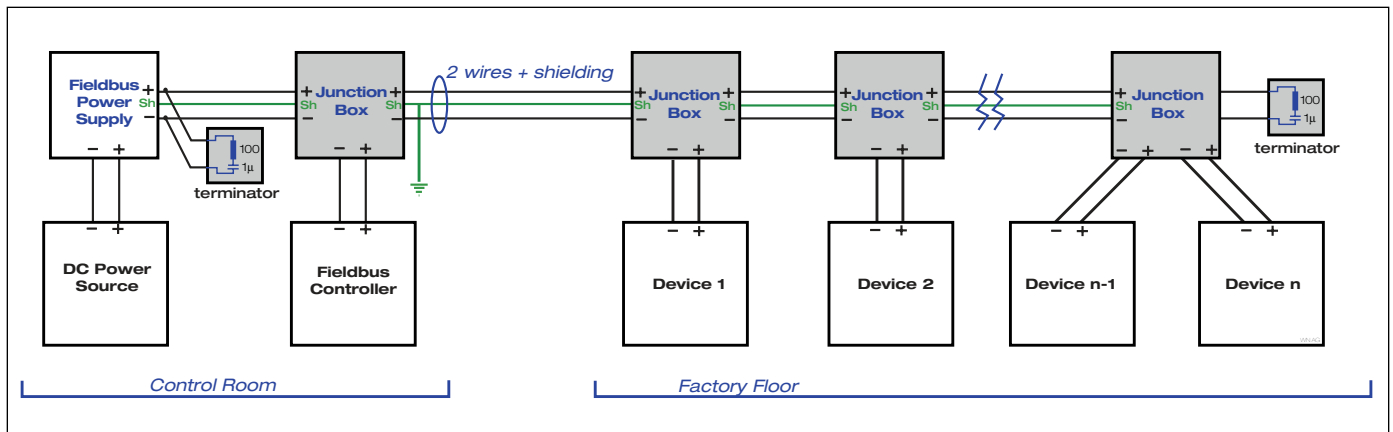 Fieldbus
Power
Supply
+
Sh
−
− +
100
1µ
terminator
DC Power
Source
− +
Junction
Box
+
Sh
−
+
Sh
−
− +
Fieldbus
Controller
− +
2 wires + shielding
Junction
Box
+
Sh
−
+
Sh
−
− +
Device 1
− +
Junction
Box
+
Sh
−
+
Sh
−
− +
Device 2
− +
Junction
Box
+
Sh
−
+
−
− + − +
100
1µ
terminator
Device n-1
− +
Device n
− +
Control Room
Factory Floor